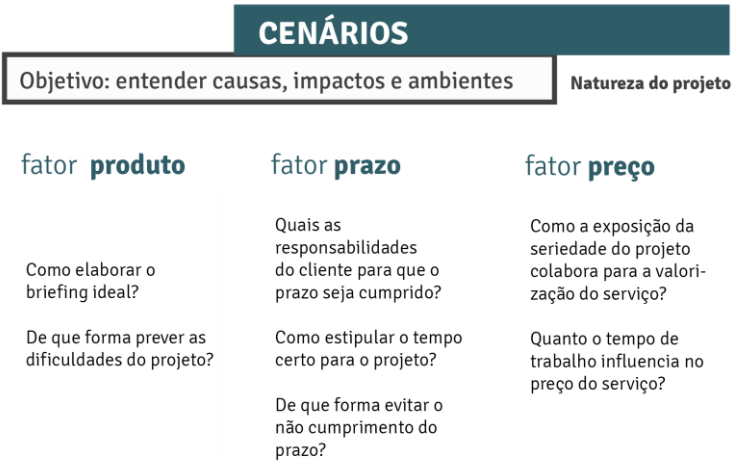 CENÁRIOS
Objetivo: entender causas, impactos e ambientes
Natureza do projeto
fator produto
Como elaborar o
briefing ideal?
De que forma prever as
dificuldades do projeto?
fator prazo
Quais as
responsabilidades
do cliente para que o
prazo seja cumprido?
Como estipular o tempo
certo para o projeto?
De que forma evitar o
não cumprimento do
prazo?
fator preço
Como a exposição da
seriedade do projeto
colabora para a valori-
zação do serviço?
Quanto o tempo de
trabalho influencia no
preço do serviço?